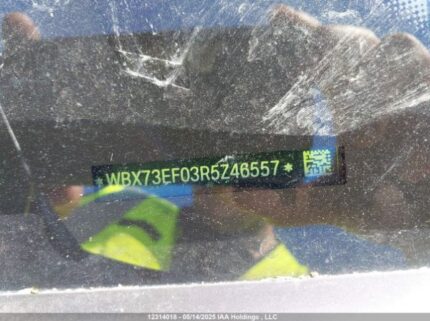 *WBX73EF03R5Z46557*
12314018 - 05/14/2025 IAA Holdings , LLC